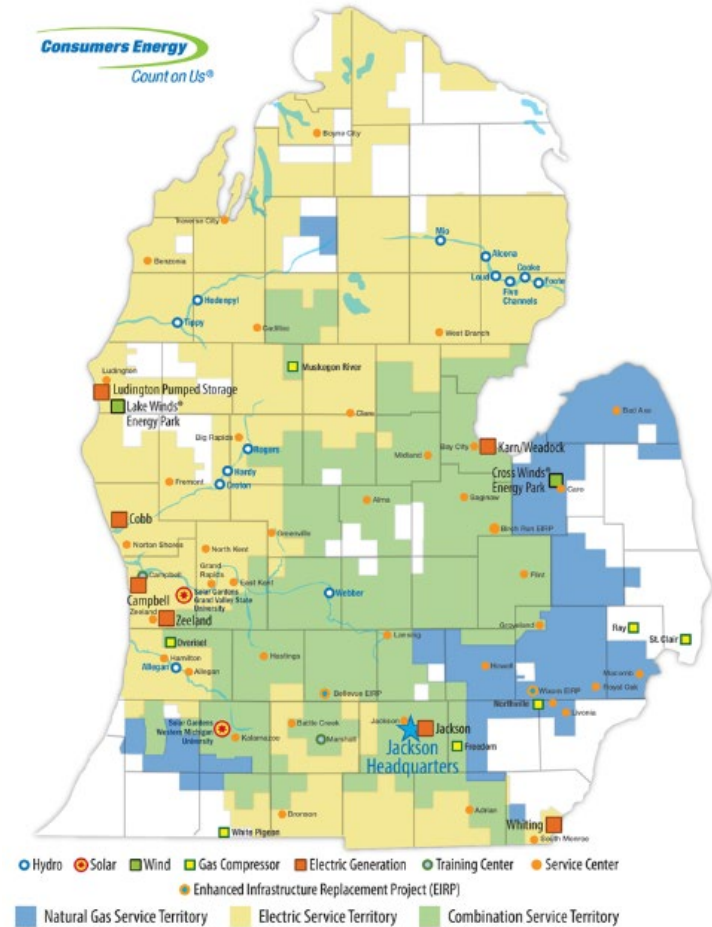 Consumers Energy
Count on Us®
Boyne City
Traverse City
Benzonia
Mio
Alcona
Cooke
Loud
Foote
Five
Channels
Hodenpyl
Tippy
Cadillac
West Branch
Muskegon River
Ludington
Ludington Pumped Storage
Lake Winds®
Energy Park
Clare
Bad Axe
Big Rapids
Rogers
Bay City
Karn/Weadock
Midland
Hardy
Croton
Fremont
Cross Winds®
Energy Park
Caro
Alma
Saginaw
Cobb
Greenville
Birch Run EIRP
Norton Shores
North Kent
Campbell
Grand
Rapids
East Kent
Flint
Campbell
Solar Gardens
Grand Valley State
University
Webber
Zeeland
Zeeland
Groveland
Ray
St. Clair
Lansing
Overisel
Hamilton
Hastings
Allegan
Allegan
Howell
Macomb
Bellevue EIRP
Wixom EIRP
Royal Oak
Northville
Livonia
Solar Gardens
Western Michigan
University
Kalamazoo
Battle Creek
Marshall
Jackson
Jackson
Jackson
Headquarters
Freedom
Bronson
Adrian
White Pigeon
Whiting
South Monroe
Hydro Solar Wind Gas Compressor Electric Generation Training Center Service Center
Enhanced Infrastructure Replacement Project (EIRP)
Natural Gas Service Territory Electric Service Territory Combination Service Territory